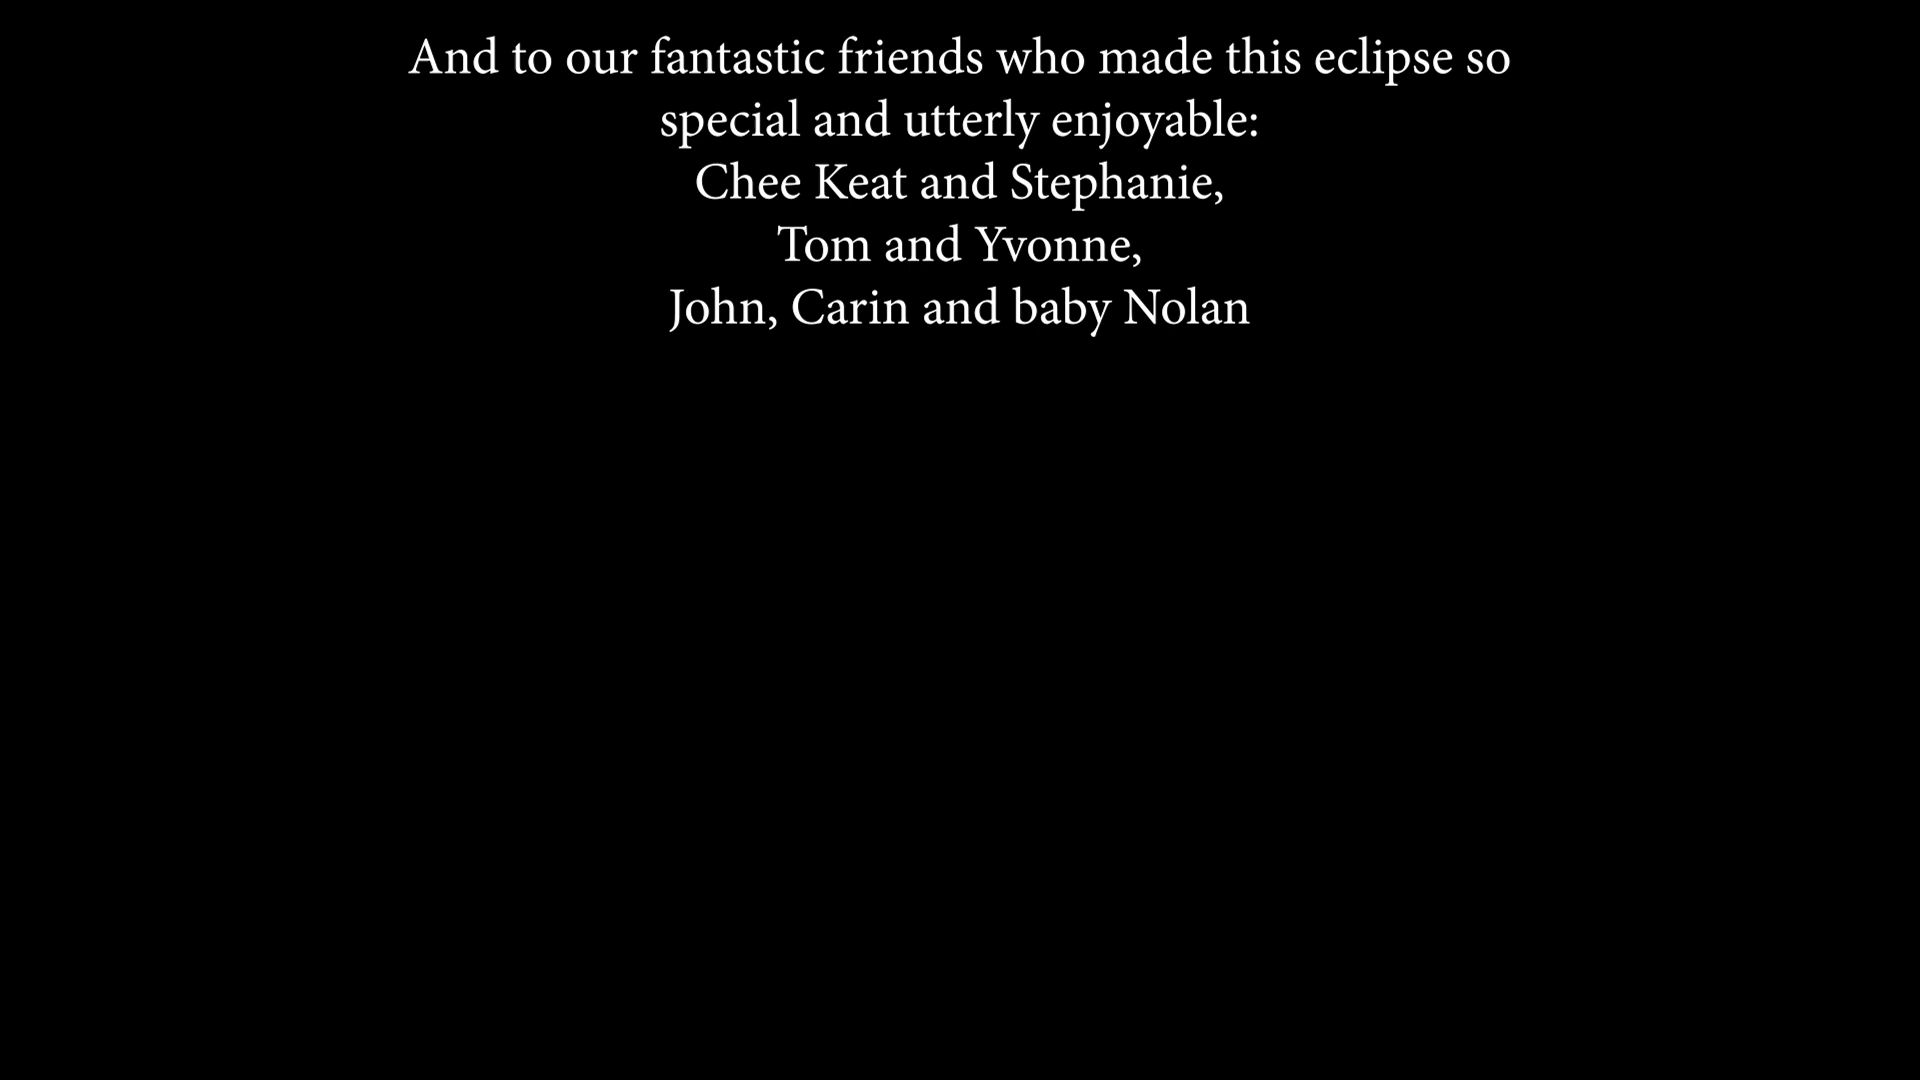 And to our fantastic friends who made this eclipse so
special and utterly enjoyable:
Chee Keat and Stephanie,
Tom and Yvonne,
John, Carin and baby Nolan